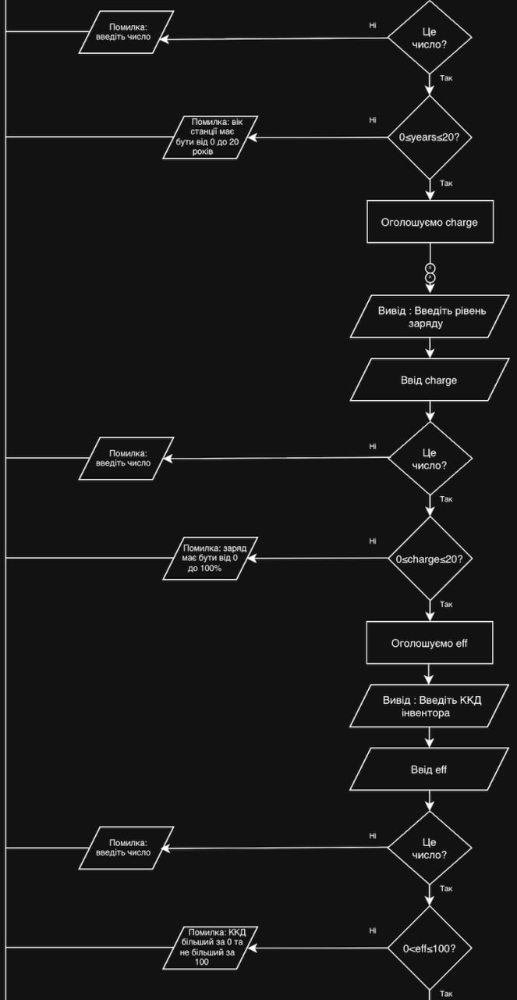 Помилка:
введіть число
Ні
Це
число?
Так
Помилка: вік
станції має
бути від 0 до 20
років
Ні
0≤years≤20?
Так
Оголошуємо charge
^
^
Вивід : Введіть рівень
заряду
Ввід charge
Помилка:
введіть число
Ні
Це
число?
Так
Помилка: заряд
має бути від 0
до 100%
Ні
0≤charge≤20?
Так
Оголошуємо eff
Вивід : Введіть ККД
інвентора
Ввід eff
Помилка:
введіть число
Ні
Це
число?
Так
Помилка: ККД
більший за 0 та
не більший за
100
Ні
0<eff≤100?
Так